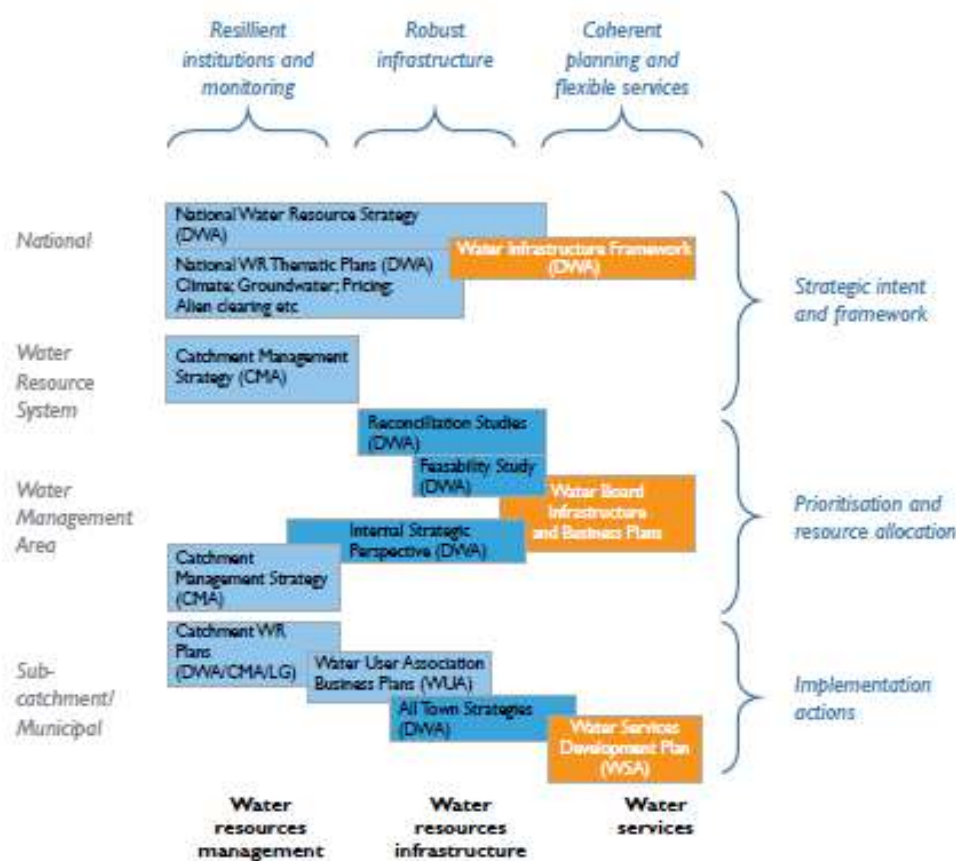 Resillient
institutions and
monitoring
Robust
infrastructure
Coherent
planning and
flexible services
National
National Water Resource Strategy
(DWA)
National WR Thematic Plans (DWA)
Climate; Groundwater; Pricing;
Alien clearing etc
Water Infrastructure Framework
(DWA)
Strategic intent
and framework
Water
Resource
System
Catchment Management
Strategy (CMA)
Reconciliation Studies
(DWA)
Feasability Study
(DWA)
Water
Management
Area
Water Board
Infrastructure
and Business Plans
Prioritisation and
resource allocation
Internal Strategic
Perspective (DWA)
Catchment
Management Strategy
(CMA)
Sub-
catchment/
Municipal
Catchment WR
Plans
(DWA/CMA/LG)
Water User Association
Business Plans (WUA)
All Town Strategies
(DWA)
Water Services
Development Plan
(WSA)
Implementation
actions
Water
resources
management
Water
resources
infrastructure
Water
services